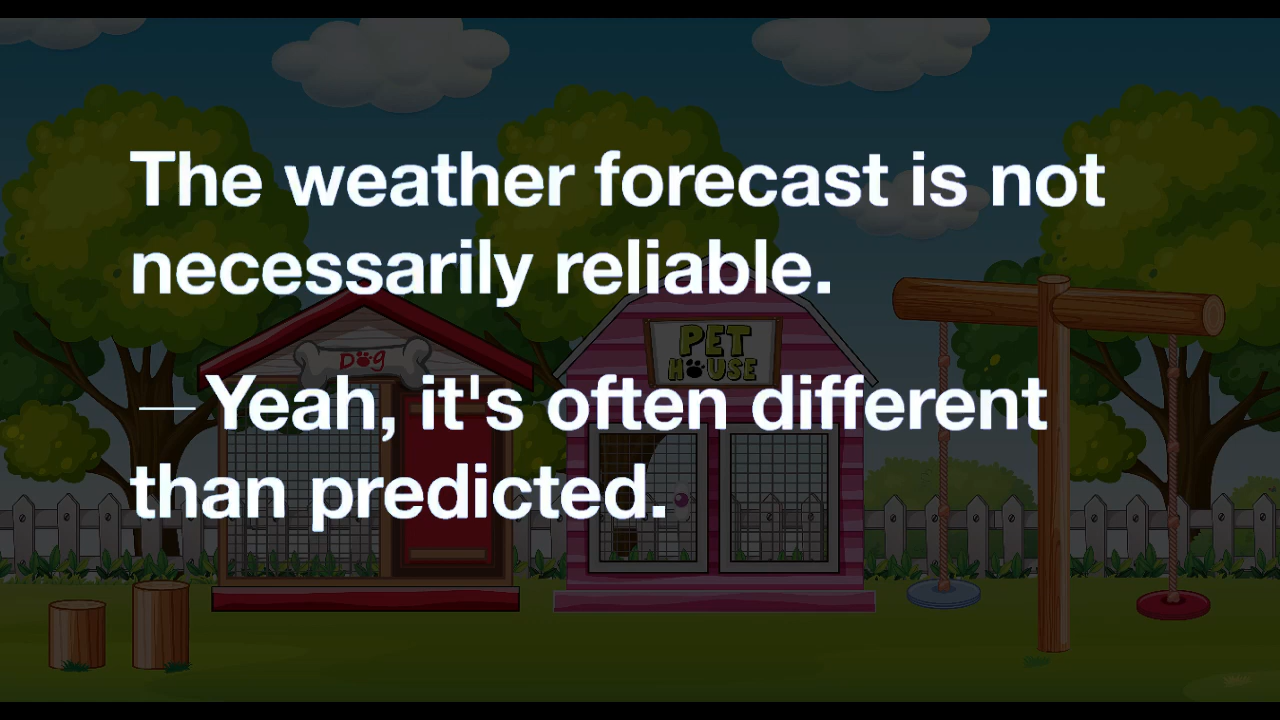 The weather forecast is not
necessarily reliable.
Dog
PET
HOUSE
—Yeah, it's often different
than predicted.